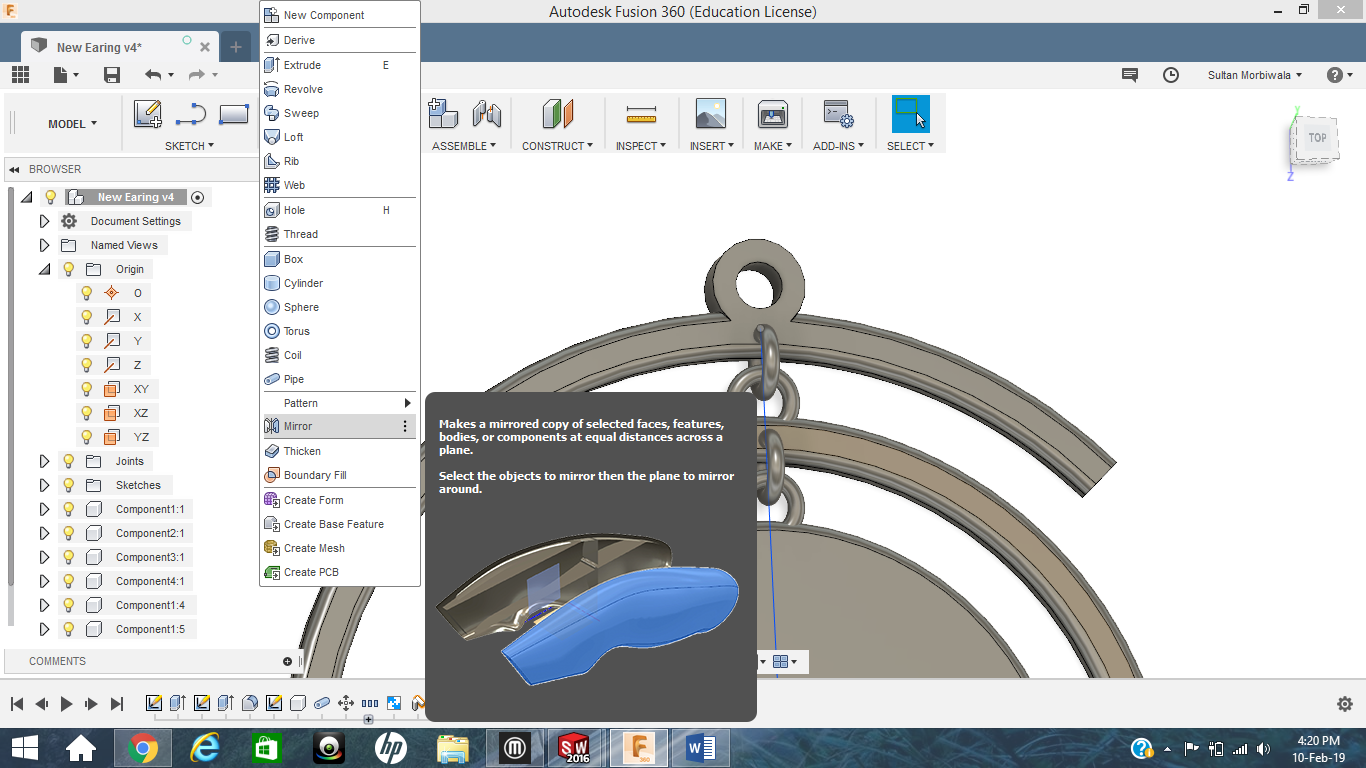 Autodesk Fusion 360 (Education License)
New Earing v4*
Sultan Morbiwala
MODEL
SKETCH
ASSEMBLE
CONSTRUCT
INSPECT
INSERT
MAKE
ADD-INS
SELECT
BROWSER
New Earing v4
Document Settings
Named Views
Origin
O
X
Y
Z
XY
XZ
YZ
Joints
Sketches
Component1:1
Component2:1
Component3:1
Component4:1
Component1:4
Component1:5
COMMENTS
New Component
Derive
Extrude E
Revolve
Sweep
Loft
Rib
Web
Hole H
Thread
Box
Cylinder
Sphere
Torus
Coil
Pipe
Pattern
Mirror
Thicken
Boundary Fill
Create Form
Create Base Feature
Create Mesh
Create PCB
Makes a mirrored copy of selected faces, features,
bodies, or components at equal distances across a
plane.
Select the objects to mirror then the plane to mirror
around.
Y
TOP
Z
hp
SW
2016
F
360
W
4:20 PM
10-Feb-19